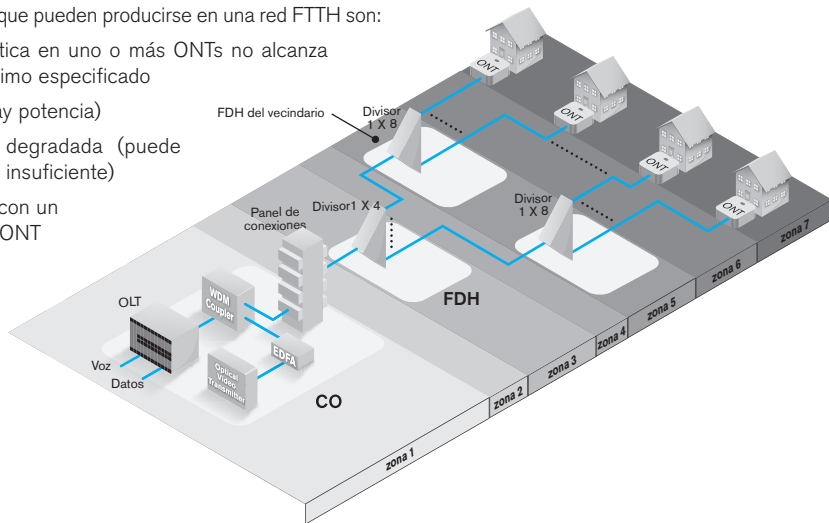 que pueden producirse en una red FTTH son:
tica en uno o más ONTs no alcanza
imo especificado
ay potencia)
degradada (puede
insuficiente)
con un
ONT
FDH del vecindario
Divisor
1 X 8
ONT
ONT
ONT
ONT
Divisor
1 X 8
Panel de
conexiones
Divisor1 X 4
FDH
OLT
WDM
Coupler
EDFA
Optical
Video
Transmitter
Voz
Datos
CO
zona 1
zona 2
zona 3
zona 4
zona 5
zona 6
zona 7